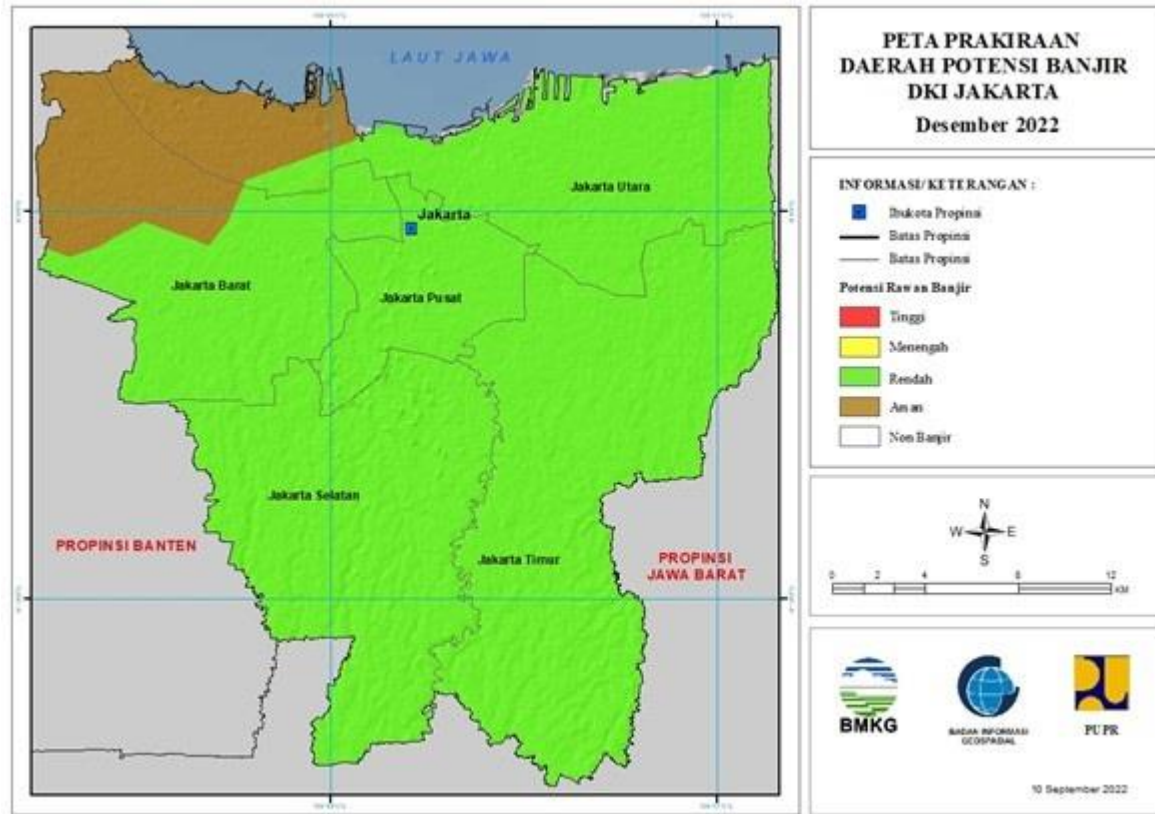 LAUT JAWA
Jakarta Utara
Jakarta
Jakarta Barat
Jakarta Pusat
Jakarta Selatan
PROPINSI BANTEN
Jakarta Timur
PROPINSI
JAWA BARAT
PETA PRAKIRAAN
DAERAH POTENSI BANJIR
DKI JAKARTA
Desember 2022
INFORMASI/KETERANGAN :
Ibukota Propinsi
Batas Propinsi
Batas Propinsi
Potensi Rawan Banjir
Tinggi
Menengah
Rendah
Aman
Non Banjir
N
W E
S
0 2 4 8 12
KM
BMKG
BADAN INFORMASI
GEOSPASIAL
PUPR
10 September 2022